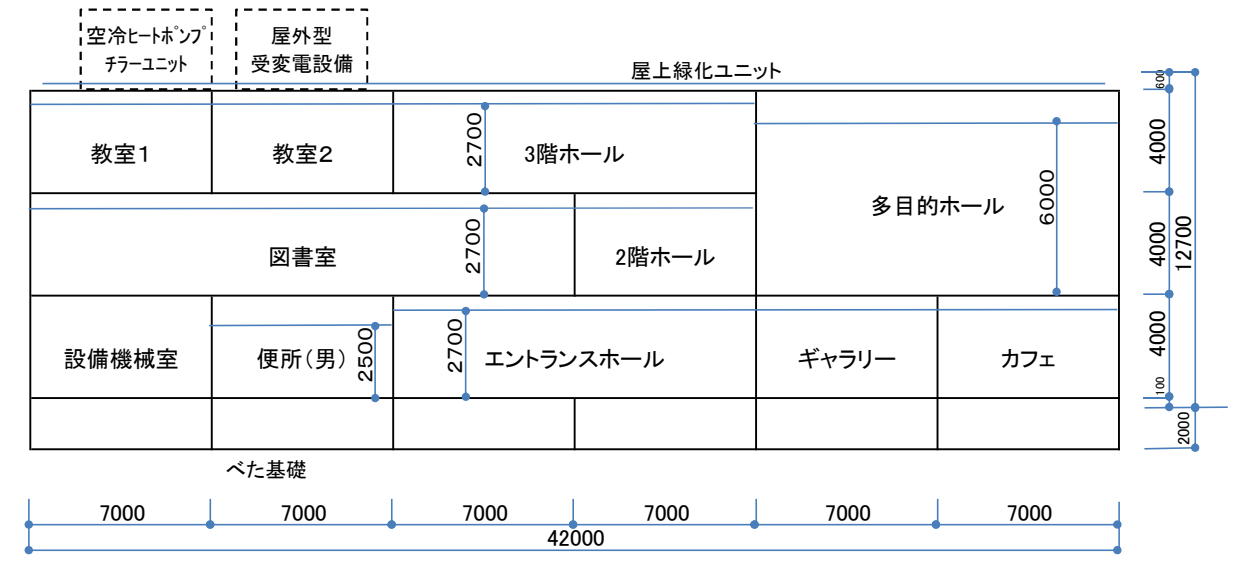 空冷ﾋｰﾄﾎﾟﾝﾌﾟ
ﾁﾗｰﾕﾆｯﾄ
屋外型
受変電設備
屋上緑化ユニット
教室1
教室2
2700
3階ホール
多目的ホール
6000
図書室
2700
2階ホール
設備機械室
便所(男)
2500
2700
エントランスホール
ギャラリー
カフェ
べた基礎
600
4000
4000
4000
12700
100
2000
7000
7000
7000
7000
7000
7000
42000